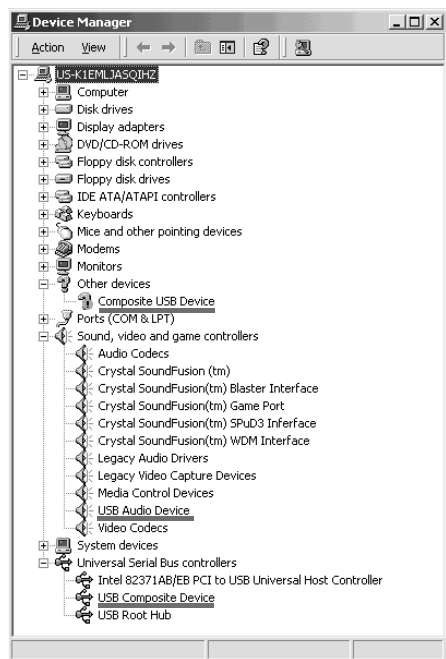 Device Manager
Action View
US-K1EMLJASQIHZ
Computer
Disk drives
Display adapters
DVD/CD-ROM drives
Floppy disk controllers
Floppy disk drives
IDE ATA/ATAPI controllers
Keyboards
Mice and other pointing devices
Modems
Monitors
Other devices
Composite USB Device
Ports (COM & LPT)
Sound, video and game controllers
Audio Codecs
Crystal SoundFusion (tm)
Crystal SoundFusion(tm) Blaster Interface
Crystal SoundFusion(tm) Game Port
Crystal SoundFusion(tm) SPuD3 Inferface
Crystal SoundFusion(tm) WDM Interface
Legacy Audio Drivers
Legacy Video Capture Devices
Media Control Devices
USB Audio Device
Video Codecs
System devices
Universal Serial Bus controllers
Intel 82371AB/EB PCI to USB Universal Host Controller
USB Composite Device
USB Root Hub